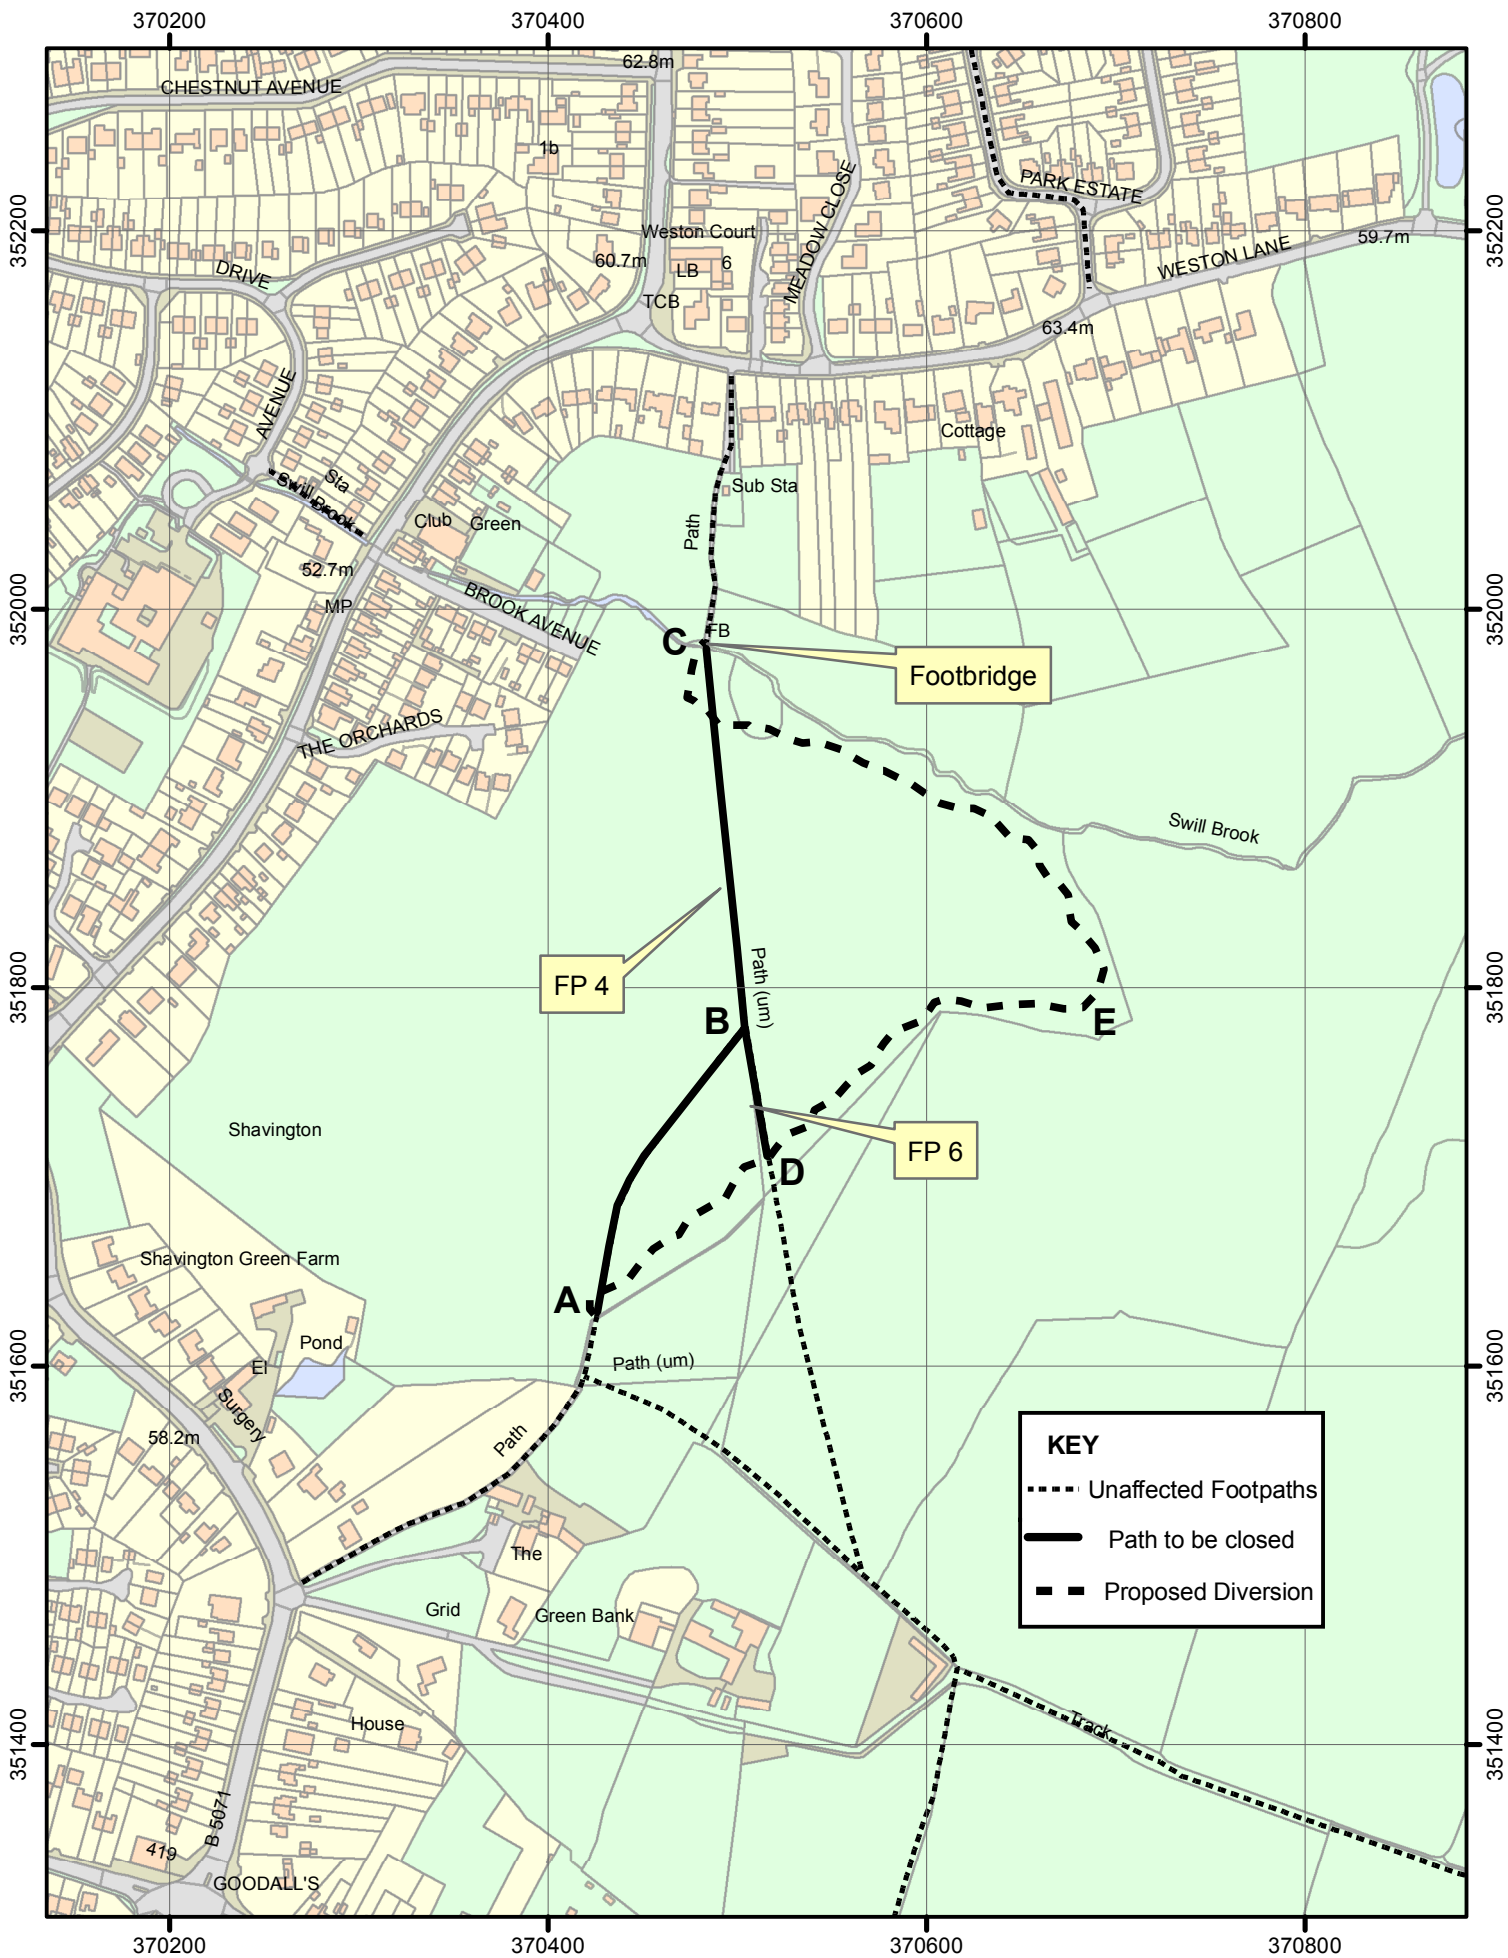 370200
370400
370600
370800
62.8m
CHESTNUT AVENUE
1b
PARK ESTATE
352200
352200
Weston Court
MEADOW CLOSE
59.7m
WESTON LANE
60.7m
LB
6
DRIVE
TCB
63.4m
AVENUE
Cottage
Sta
Swill Brook
Sub Sta
Club
Green
Path
52.7m
MP
BROOK AVENUE
352000
352000
FB
C
Footbridge
THE ORCHARDS
Swill Brook
Path (um)
FP 4
351800
351800
B
E
Shavington
FP 6
D
Shavington Green Farm
A
Pond
Path (um)
El
351600
351600
Surgery
58.2m
Path
KEY
Unaffected Footpaths
Path to be closed
Proposed Diversion
The
Grid
Green Bank
House
Track
351400
351400
B 5071
419
GOODALL'S
370200
370400
370600
370800